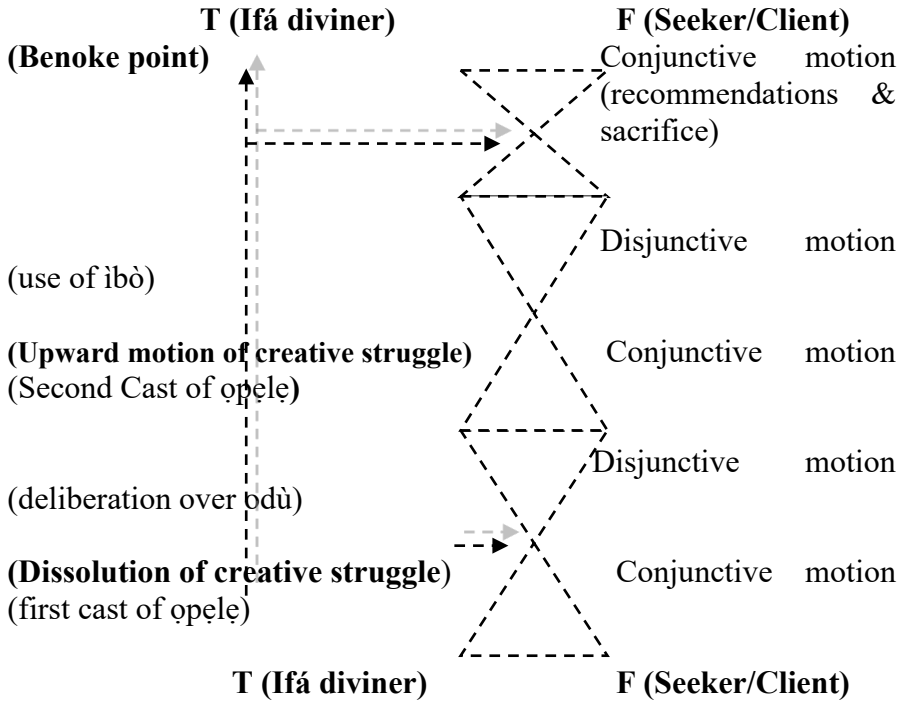 T (Ifá diviner) F (Seeker/Client)
(Benoke point) Conjunctive motion
(recommendations &
sacrifice)
Disjunctive motion
(use of ìbò)
(Upward motion of creative struggle) Conjunctive motion
(Second Cast of ọpẹlẹ)
Disjunctive motion
(deliberation over odù)
(Dissolution of creative struggle) Conjunctive motion
(first cast of ọpẹlẹ)
T (Ifá diviner) F (Seeker/Client)